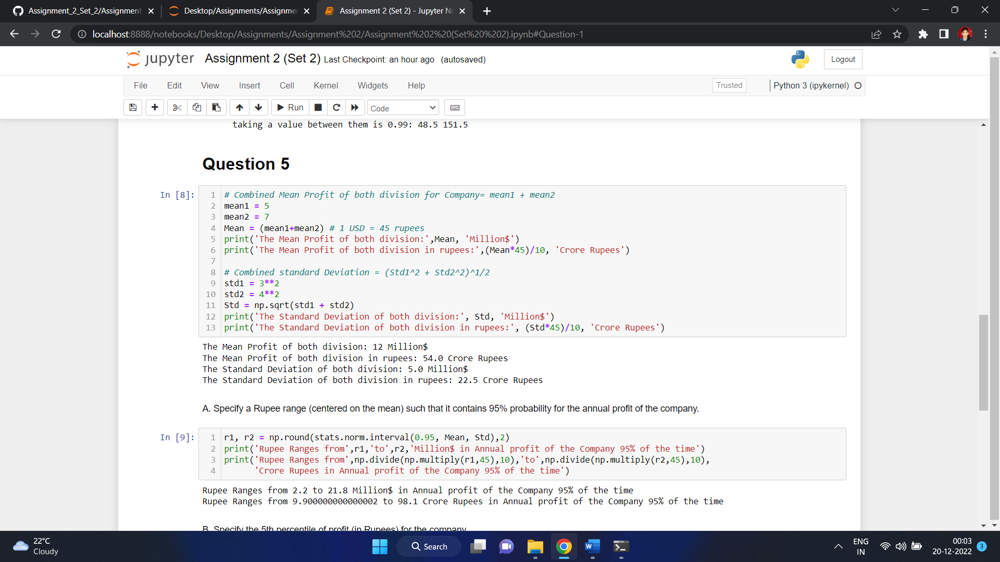 Assignment_2_Set_2/Assignment
Desktop/Assignments/Assignme
Assignment 2 (Set 2) - Jupyter No
localhost:8888/notebooks/Desktop/Assignments/Assignment%202/Assignment%202%20(Set%20%202).ipynb#Question-1
jupyter Assignment 2 (Set 2) Last Checkpoint: an hour ago (autosaved)
Logout
File Edit View Insert Cell Kernel Widgets Help
Trusted
Python 3 (ipykernel)
Run
Code
taking a value between them is 0.99: 48.5 151.5
Question 5
In [8]:
1 # Combined Mean Profit of both division for Company= mean1 + mean2
2 mean1 = 5
3 mean2 = 7
4 Mean = (mean1+mean2) # 1 USD = 45 rupees
5 print('The Mean Profit of both division:',Mean, 'Million$')
6 print('The Mean Profit of both division in rupees:',(Mean*45)/10, 'Crore Rupees')
7
8 # Combined standard Deviation = (Std1^2 + Std2^2)^1/2
9 std1 = 3**2
10 std2 = 4**2
11 Std = np.sqrt(std1 + std2)
12 print('The Standard Deviation of both division:', Std, 'Million$')
13 print('The Standard Deviation of both division in rupees:', (Std*45)/10, 'Crore Rupees')
The Mean Profit of both division: 12 Million$
The Mean Profit of both division in rupees: 54.0 Crore Rupees
The Standard Deviation of both division: 5.0 Million$
The Standard Deviation of both division in rupees: 22.5 Crore Rupees
A. Specify a Rupee range (centered on the mean) such that it contains 95% probability for the annual profit of the company.
In [9]:
1 r1, r2 = np.round(stats.norm.interval(0.95, Mean, Std),2)
2 print('Rupee Ranges from',r1,'to',r2,'Million$ in Annual profit of the Company 95% of the time')
3 print('Rupee Ranges from',np.divide(np.multiply(r1,45),10),'to',np.divide(np.multiply(r2,45),10),
4 'Crore Rupees in Annual profit of the Company 95% of the time')
Rupee Ranges from 2.2 to 21.8 Million$ in Annual profit of the Company 95% of the time
Rupee Ranges from 9.900000000000002 to 98.1 Crore Rupees in Annual profit of the Company 95% of the time
B. Specify the 5th percentile of profit (in Rupees) for the company
22°C
Cloudy
Search
ENG
IN
00:03
20-12-2022
3